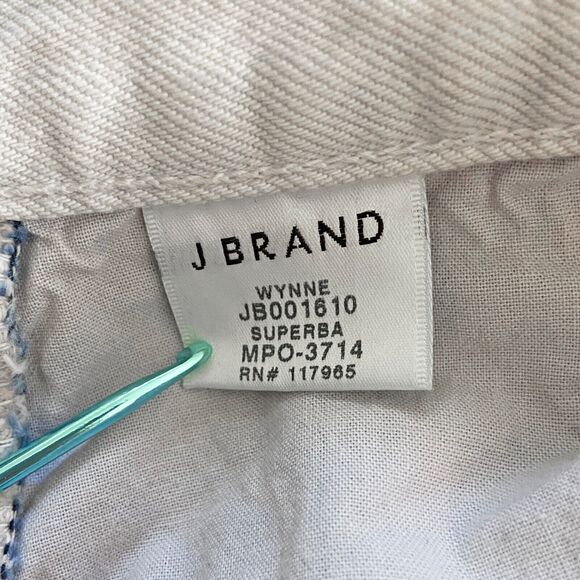 J BRAND
WYNNE
JB001610
SUPERBA
MPO-3714
RN# 117965